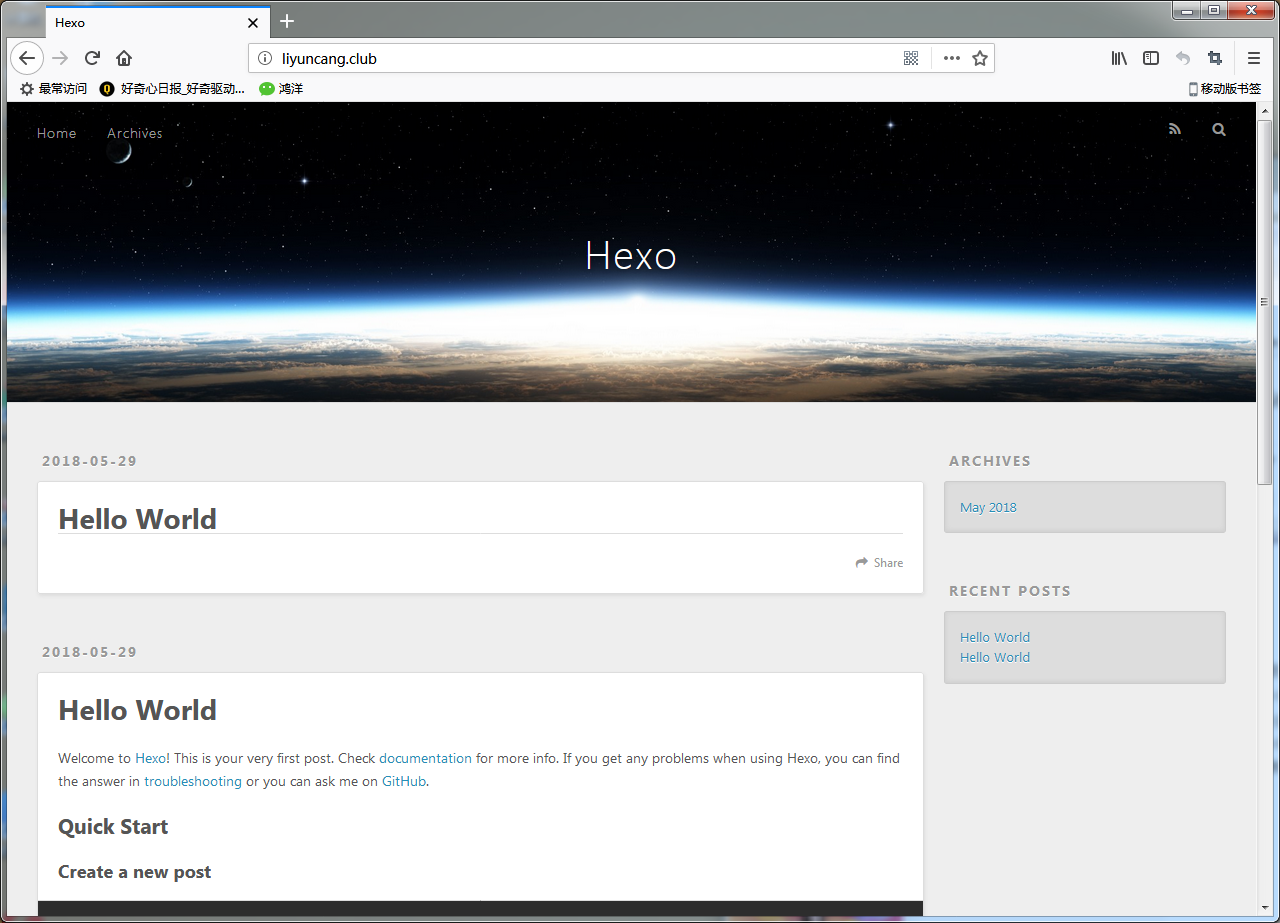 Hexo
liyuncang.club
最常访问 好奇心日报_好奇驱动... 鸿洋 移动版书签
Home Archives
Hexo
2018-05-29
Hello World
Share
2018-05-29
Hello World
Welcome to Hexo! This is your very first post. Check documentation for more info. If you get any problems when using Hexo, you can find
the answer in troubleshooting or you can ask me on GitHub.
Quick Start
Create a new post
ARCHIVES
May 2018
RECENT POSTS
Hello World
Hello World